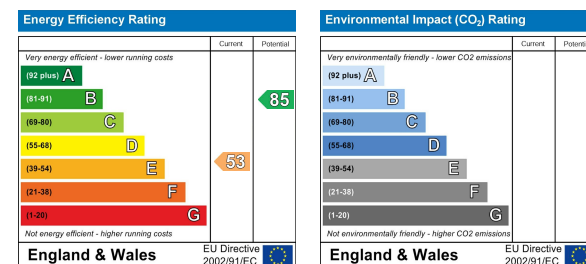 Energy Efficiency Rating
Current Potential
Very energy efficient - lower running costs
(92 plus) A
(81-91) B
(69-80) C
(55-68) D
(39-54) E
(21-38) F
(1-20) G
53
85
Not energy efficient - higher running costs
England & Wales
EU Directive
2002/91/EC
Environmental Impact (CO2) Rating
Current Potenti
Very environmentally friendly - lower CO2 emissions
(92 plus) A
(81-91) B
(69-80) C
(55-68) D
(39-54) E
(21-38) F
(1-20) G
Not environmentally friendly - higher CO2 emissions
England & Wales
EU Directive
2002/91/EC